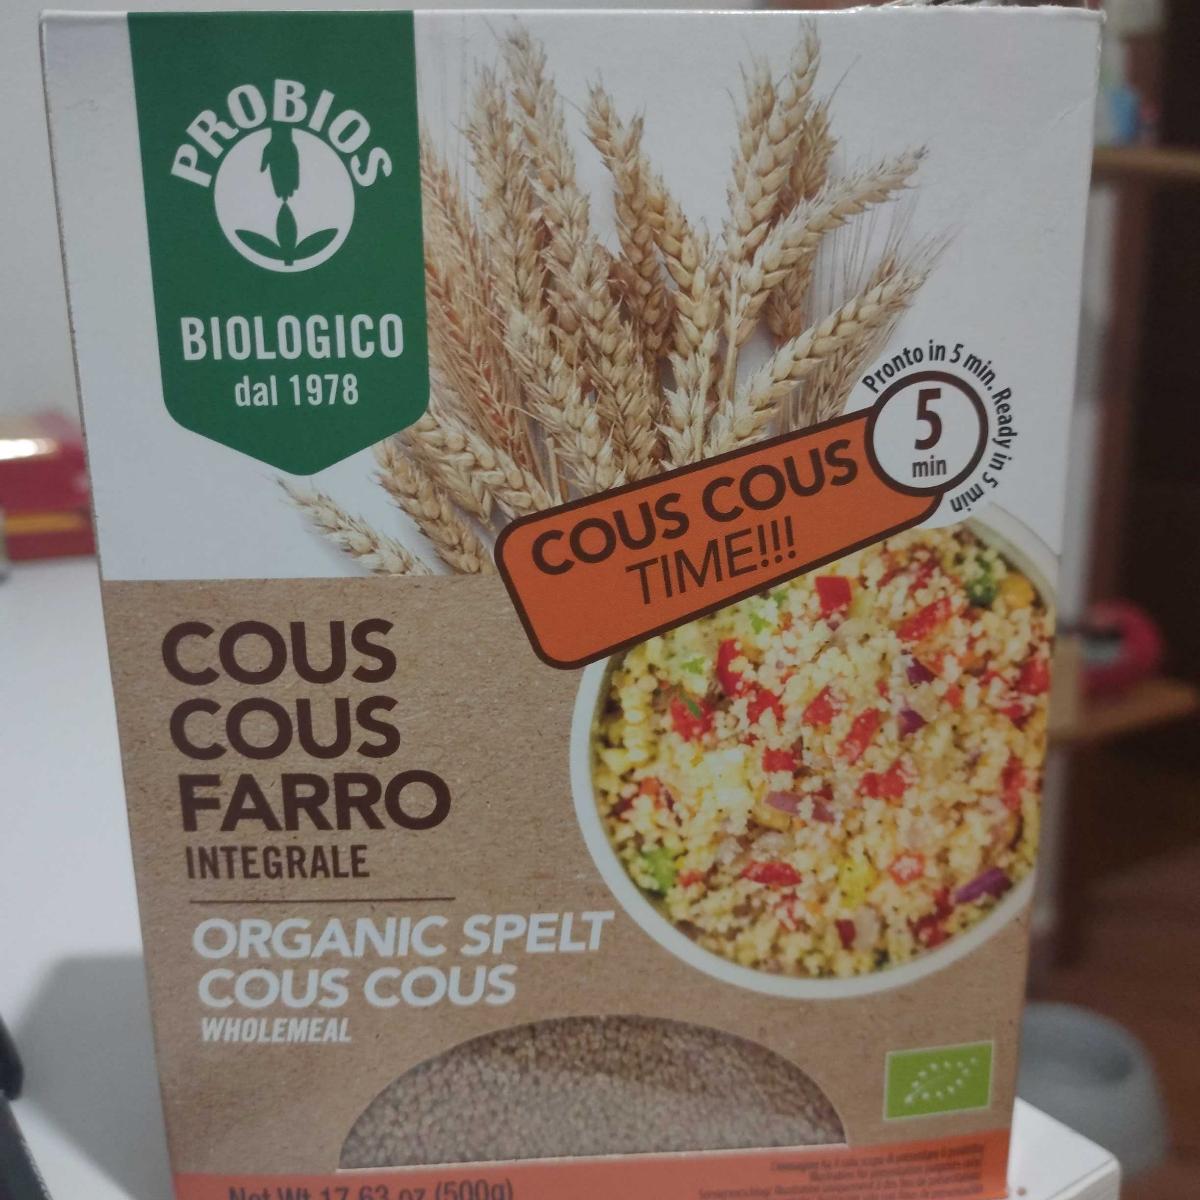 PROBIOS
BIOLOGICO
dal 1978
Pronto in 5 min. Ready in 5 min
5
min
COUS COUS
TIME!!!
COUS
COUS
FARRO
INTEGRALE
ORGANIC SPELT
COUS COUS
WHOLEMEAL
Net Wt 17.63 oz (500g)